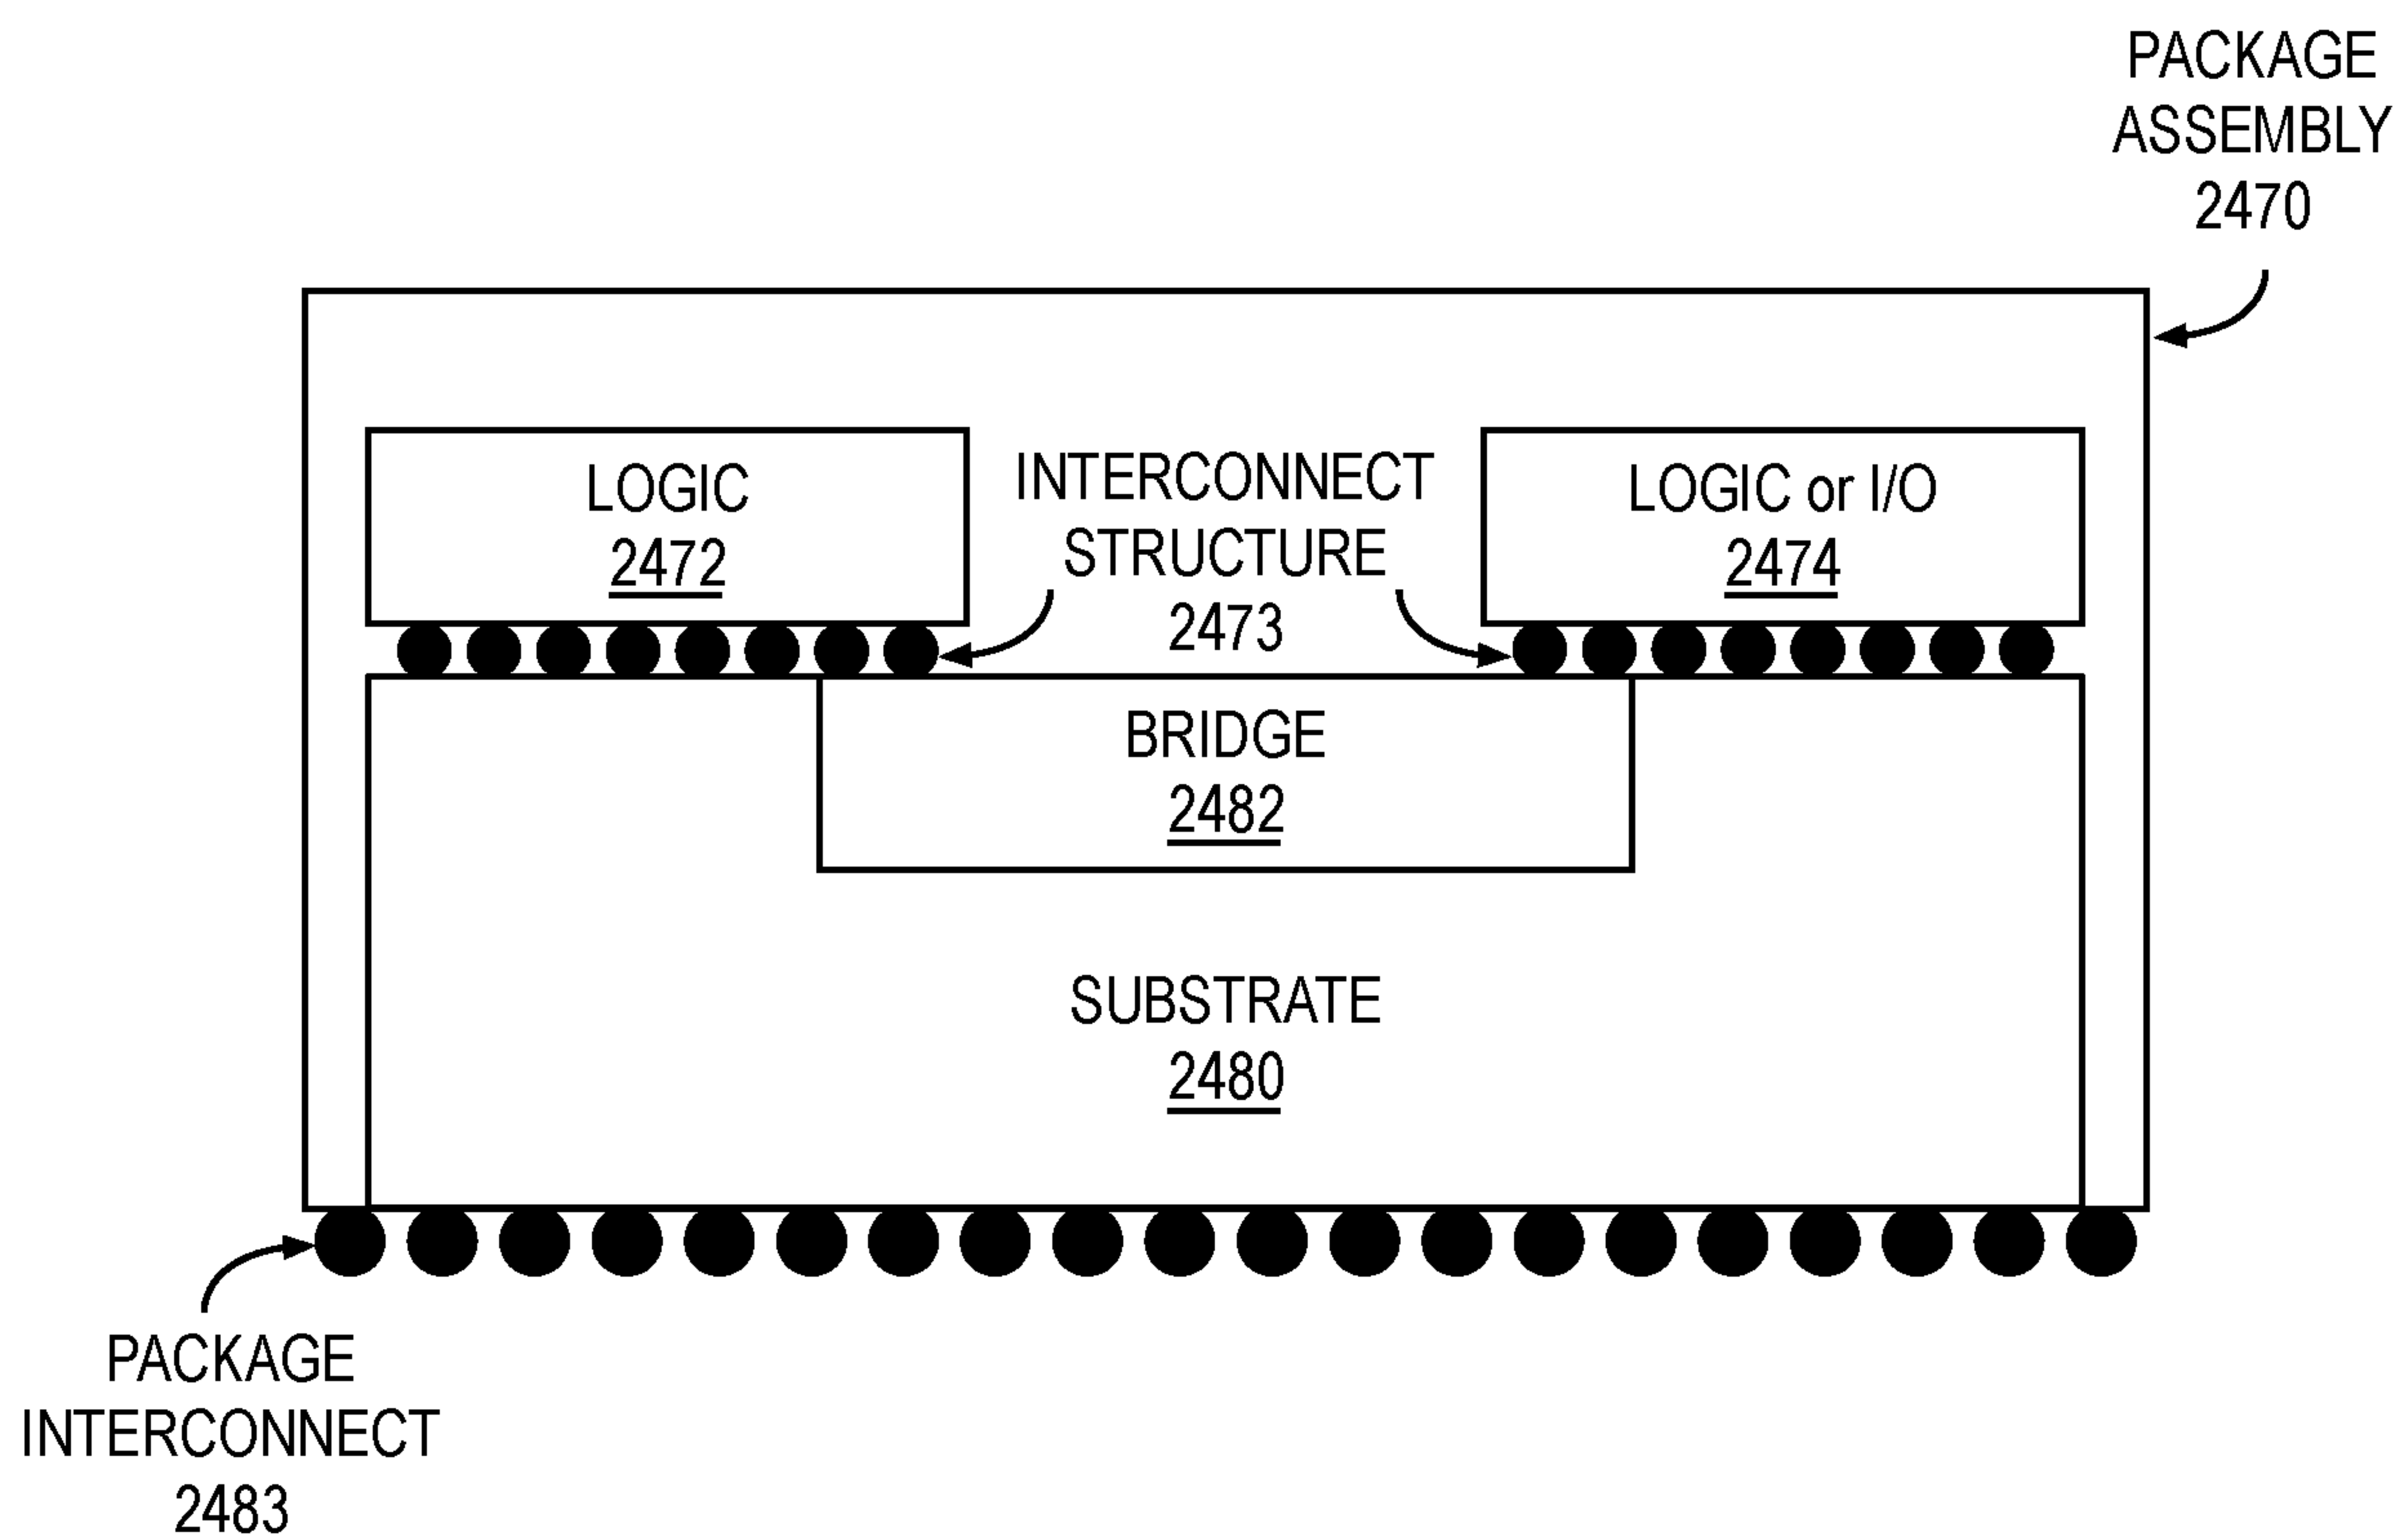 PACKAGE
ASSEMBLY
2470
LOGIC
2472
INTERCONNECT
STRUCTURE
2473
LOGIC or I/O
2474
BRIDGE
2482
SUBSTRATE
2480
PACKAGE
INTERCONNECT
2483